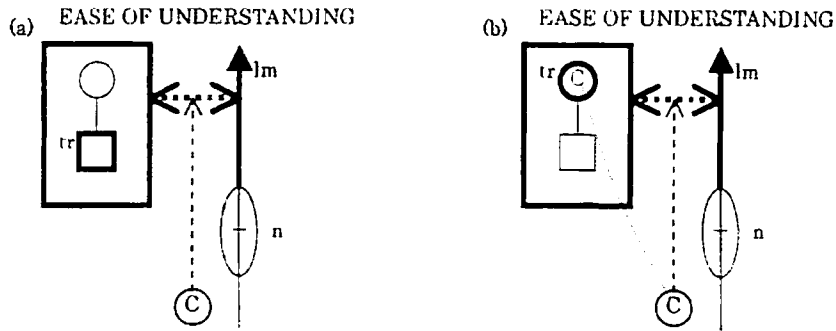 (a) EASE OF UNDERSTANDING
lm
tr
n
C
(b) EASE OF UNDERSTANDING
tr C lm
n
C